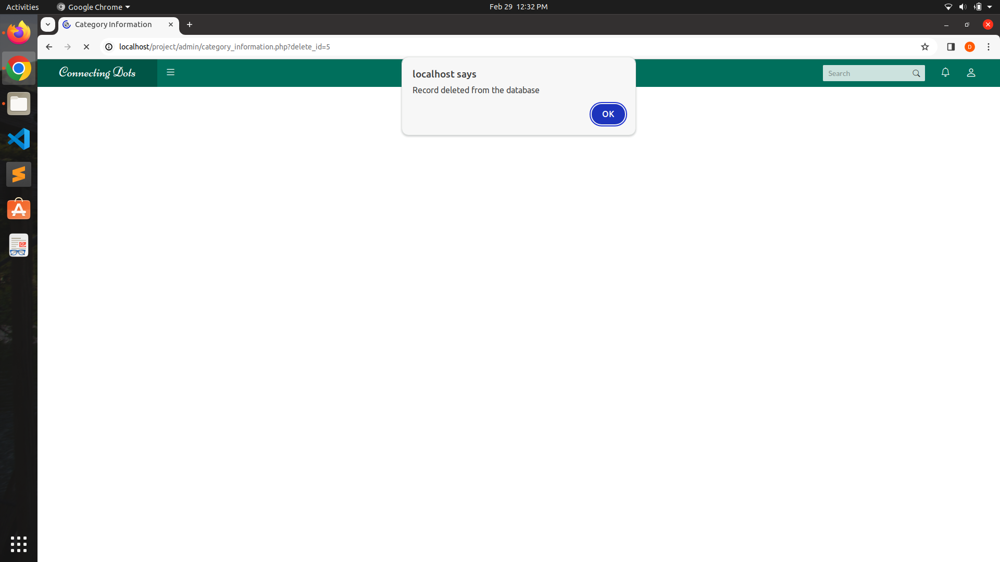 Activities
Google Chrome
Feb 29 12:32 PM
Category Information
localhost/project/admin/category_information.php?delete_id=5
D
Connecting Dots
localhost says
Record deleted from the database
OK
Search